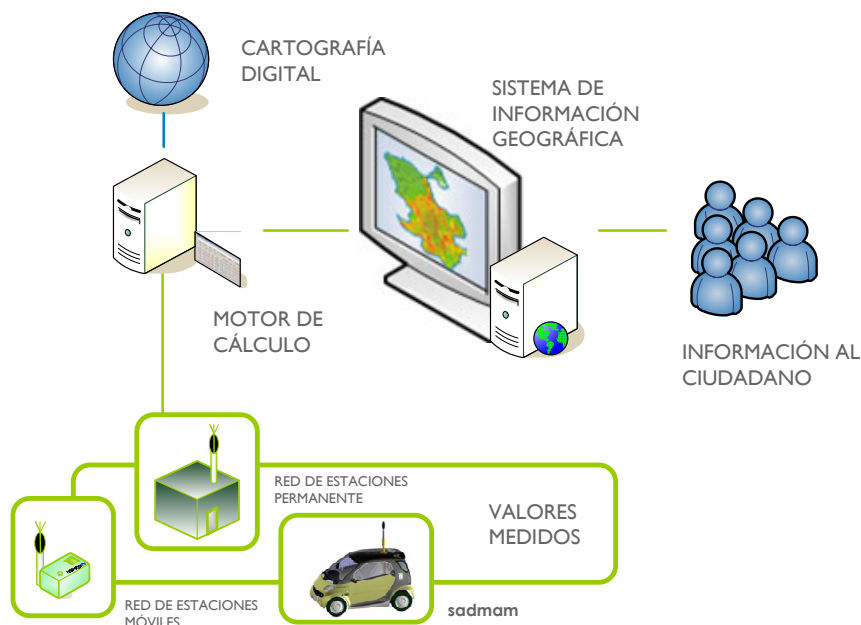 CARTOGRAFÍA
DIGITAL
SISTEMA DE
INFORMACIÓN
GEOGRÁFICA
MOTOR DE
CÁLCULO
INFORMACIÓN AL
CIUDADANO
RED DE ESTACIONES
PERMANENTE
VALORES
MEDIDOS
RED DE ESTACIONES
MÓVILES
sadmam